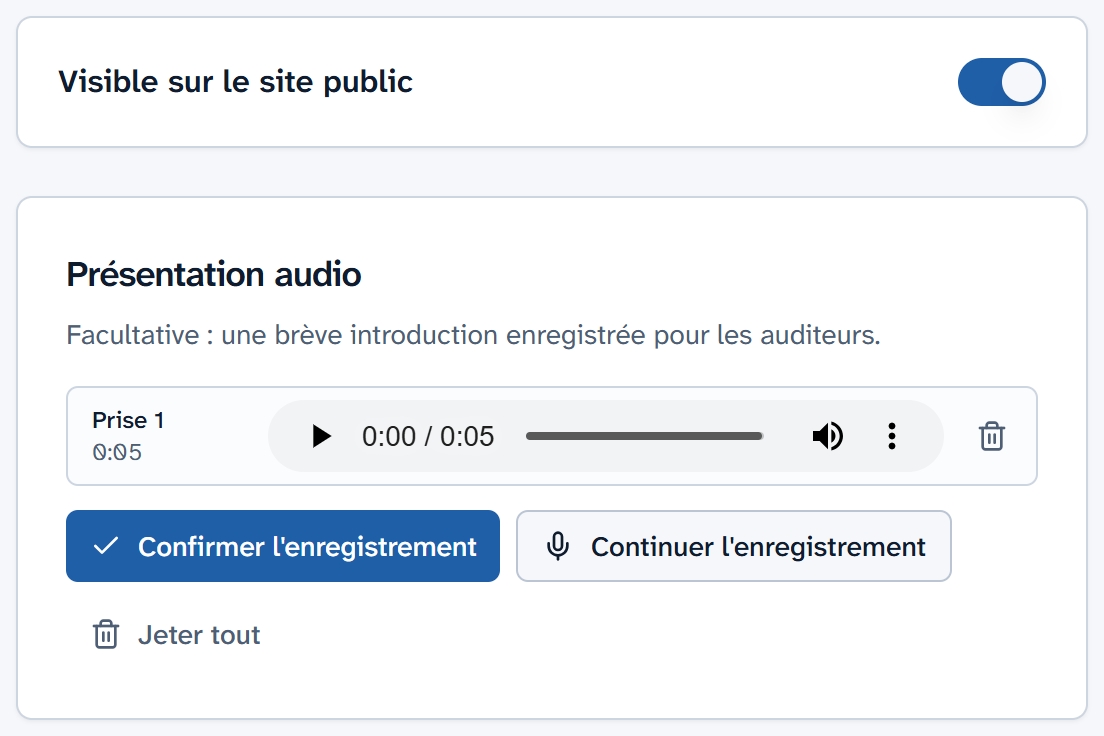 Visible sur le site public
Présentation audio
Facultative : une brève introduction enregistrée pour les auditeurs.
Prise 1
0:05
0:00 / 0:05
Confirmer l'enregistrement
Continuer l'enregistrement
Jeter tout